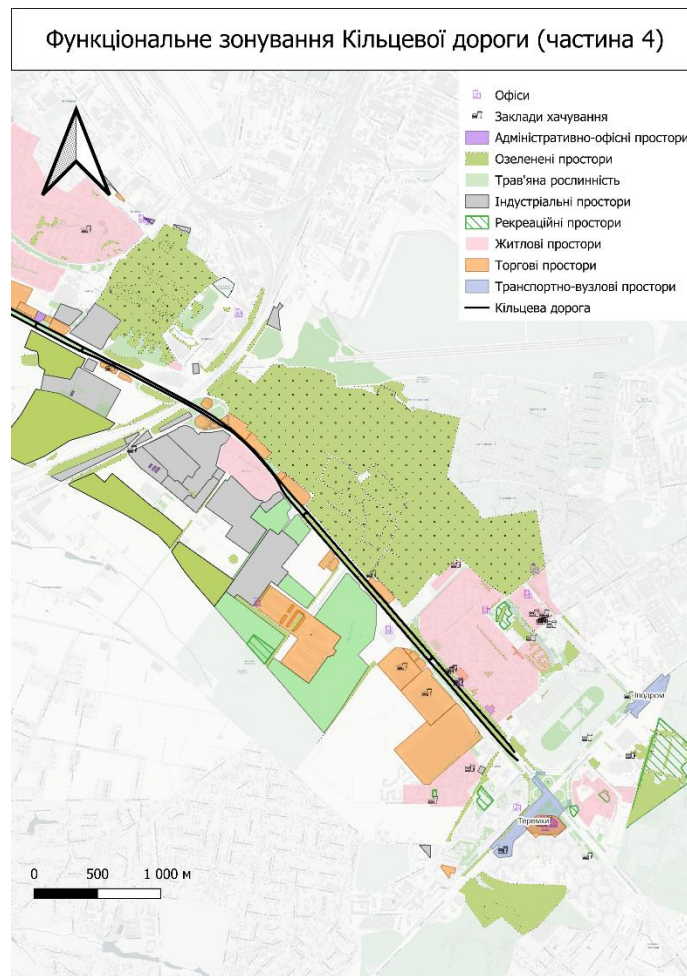 Функціональне зонування Кільцевої дороги (частина 4)
Офіси
Заклади хачування
Адміністративно-офісні простори
Озеленені простори
Трав'яна рослинність
Індустріальні простори
Рекреаційні простори
Житлові простори
Торгові простори
Транспортно-вузлові простори
Кільцева дорога
Іподром
Теремки
0 500 1 000 м